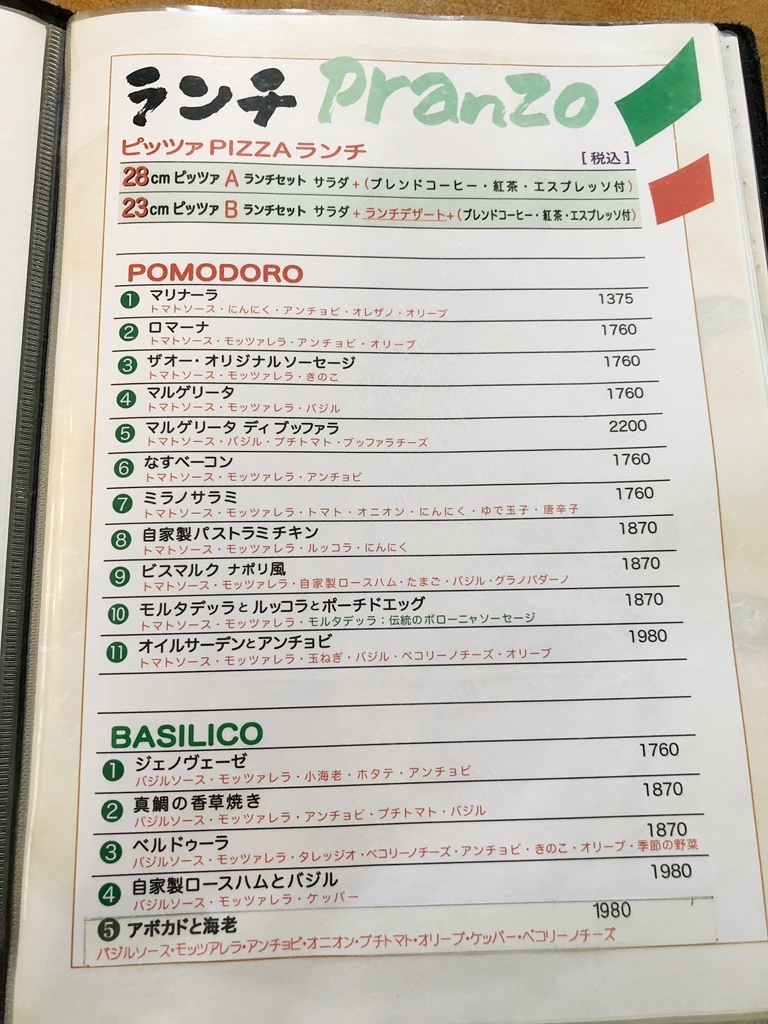 ランチ Pranzo
ピッツァPIZZAランチ
[税込]
28cm ピッツァ A ランチセット サラダ+(ブレンドコーヒー・紅茶・エスプレッソ付)
23cm ピッツァ B ランチセット サラダ+ランチデザート+(ブレンドコーヒー・紅茶・エスプレッソ付)
POMODORO
1 マリナーラ 1375
トマトソース・にんにく・アンチョビ・オレザノ・オリーブ
2 ロマーナ 1760
トマトソース・モッツァレラ・アンチョビ・オリーブ
3 ザオー・オリジナルソーセージ 1760
トマトソース・モッツァレラ・きのこ
4 マルゲリータ 1760
トマトソース・モッツァレラ・バジル
5 マルゲリータ ディ ブッファラ 2200
トマトソース・バジル・プチトマト・ブッファラチーズ
6 なすベーコン 1760
トマトソース・モッツァレラ・アンチョビ
7 ミラノサラミ 1760
トマトソース・モッツァレラ・トマト・オニオン・にんにく・ゆで玉子・唐辛子
8 自家製パストラミチキン 1870
トマトソース・モッツァレラ・ルッコラ・にんにく
9 ビスマルク ナポリ風 1870
トマトソース・モッツァレラ・自家製ロースハム・たまご・バジル・グラノパダーノ
10 モルタデッラとルッコラとポーチドエッグ 1870
トマトソース・モッツァレラ・モルタデッラ:伝統のボローニャソーセージ
11 オイルサーデンとアンチョビ 1980
トマトソース・モッツァレラ・玉ねぎ・バジル・ペコリーノチーズ・オリーブ
BASILICO
1 ジェノヴェーゼ 1760
バジルソース・モッツァレラ・小海老・ホタテ・アンチョビ
2 真鯛の香草焼き 1870
バジルソース・モッツァレラ・アンチョビ・プチトマト・バジル
3 ベルドゥーラ 1870
バジルソース・モッツァレラ・タレッジオ・ペコリーノチーズ・アンチョビ・きのこ・オリーブ・季節の野菜
4 自家製ロースハムとバジル 1980
バジルソース・モッツァレラ・ケッパー
5 アボカドと海老 1980
バジルソース・モッツアレラ・アンチョビ・オニオン・プチトマト・オリーブ・ケッパー・ペコリーノチーズ